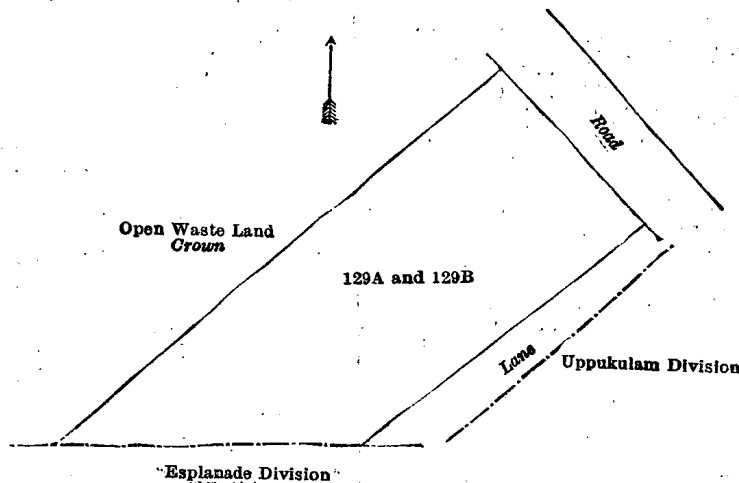 Road
Open Waste Land
Crown
129A and 129B
Lane
Uppukulam Division
"Esplanade Division"